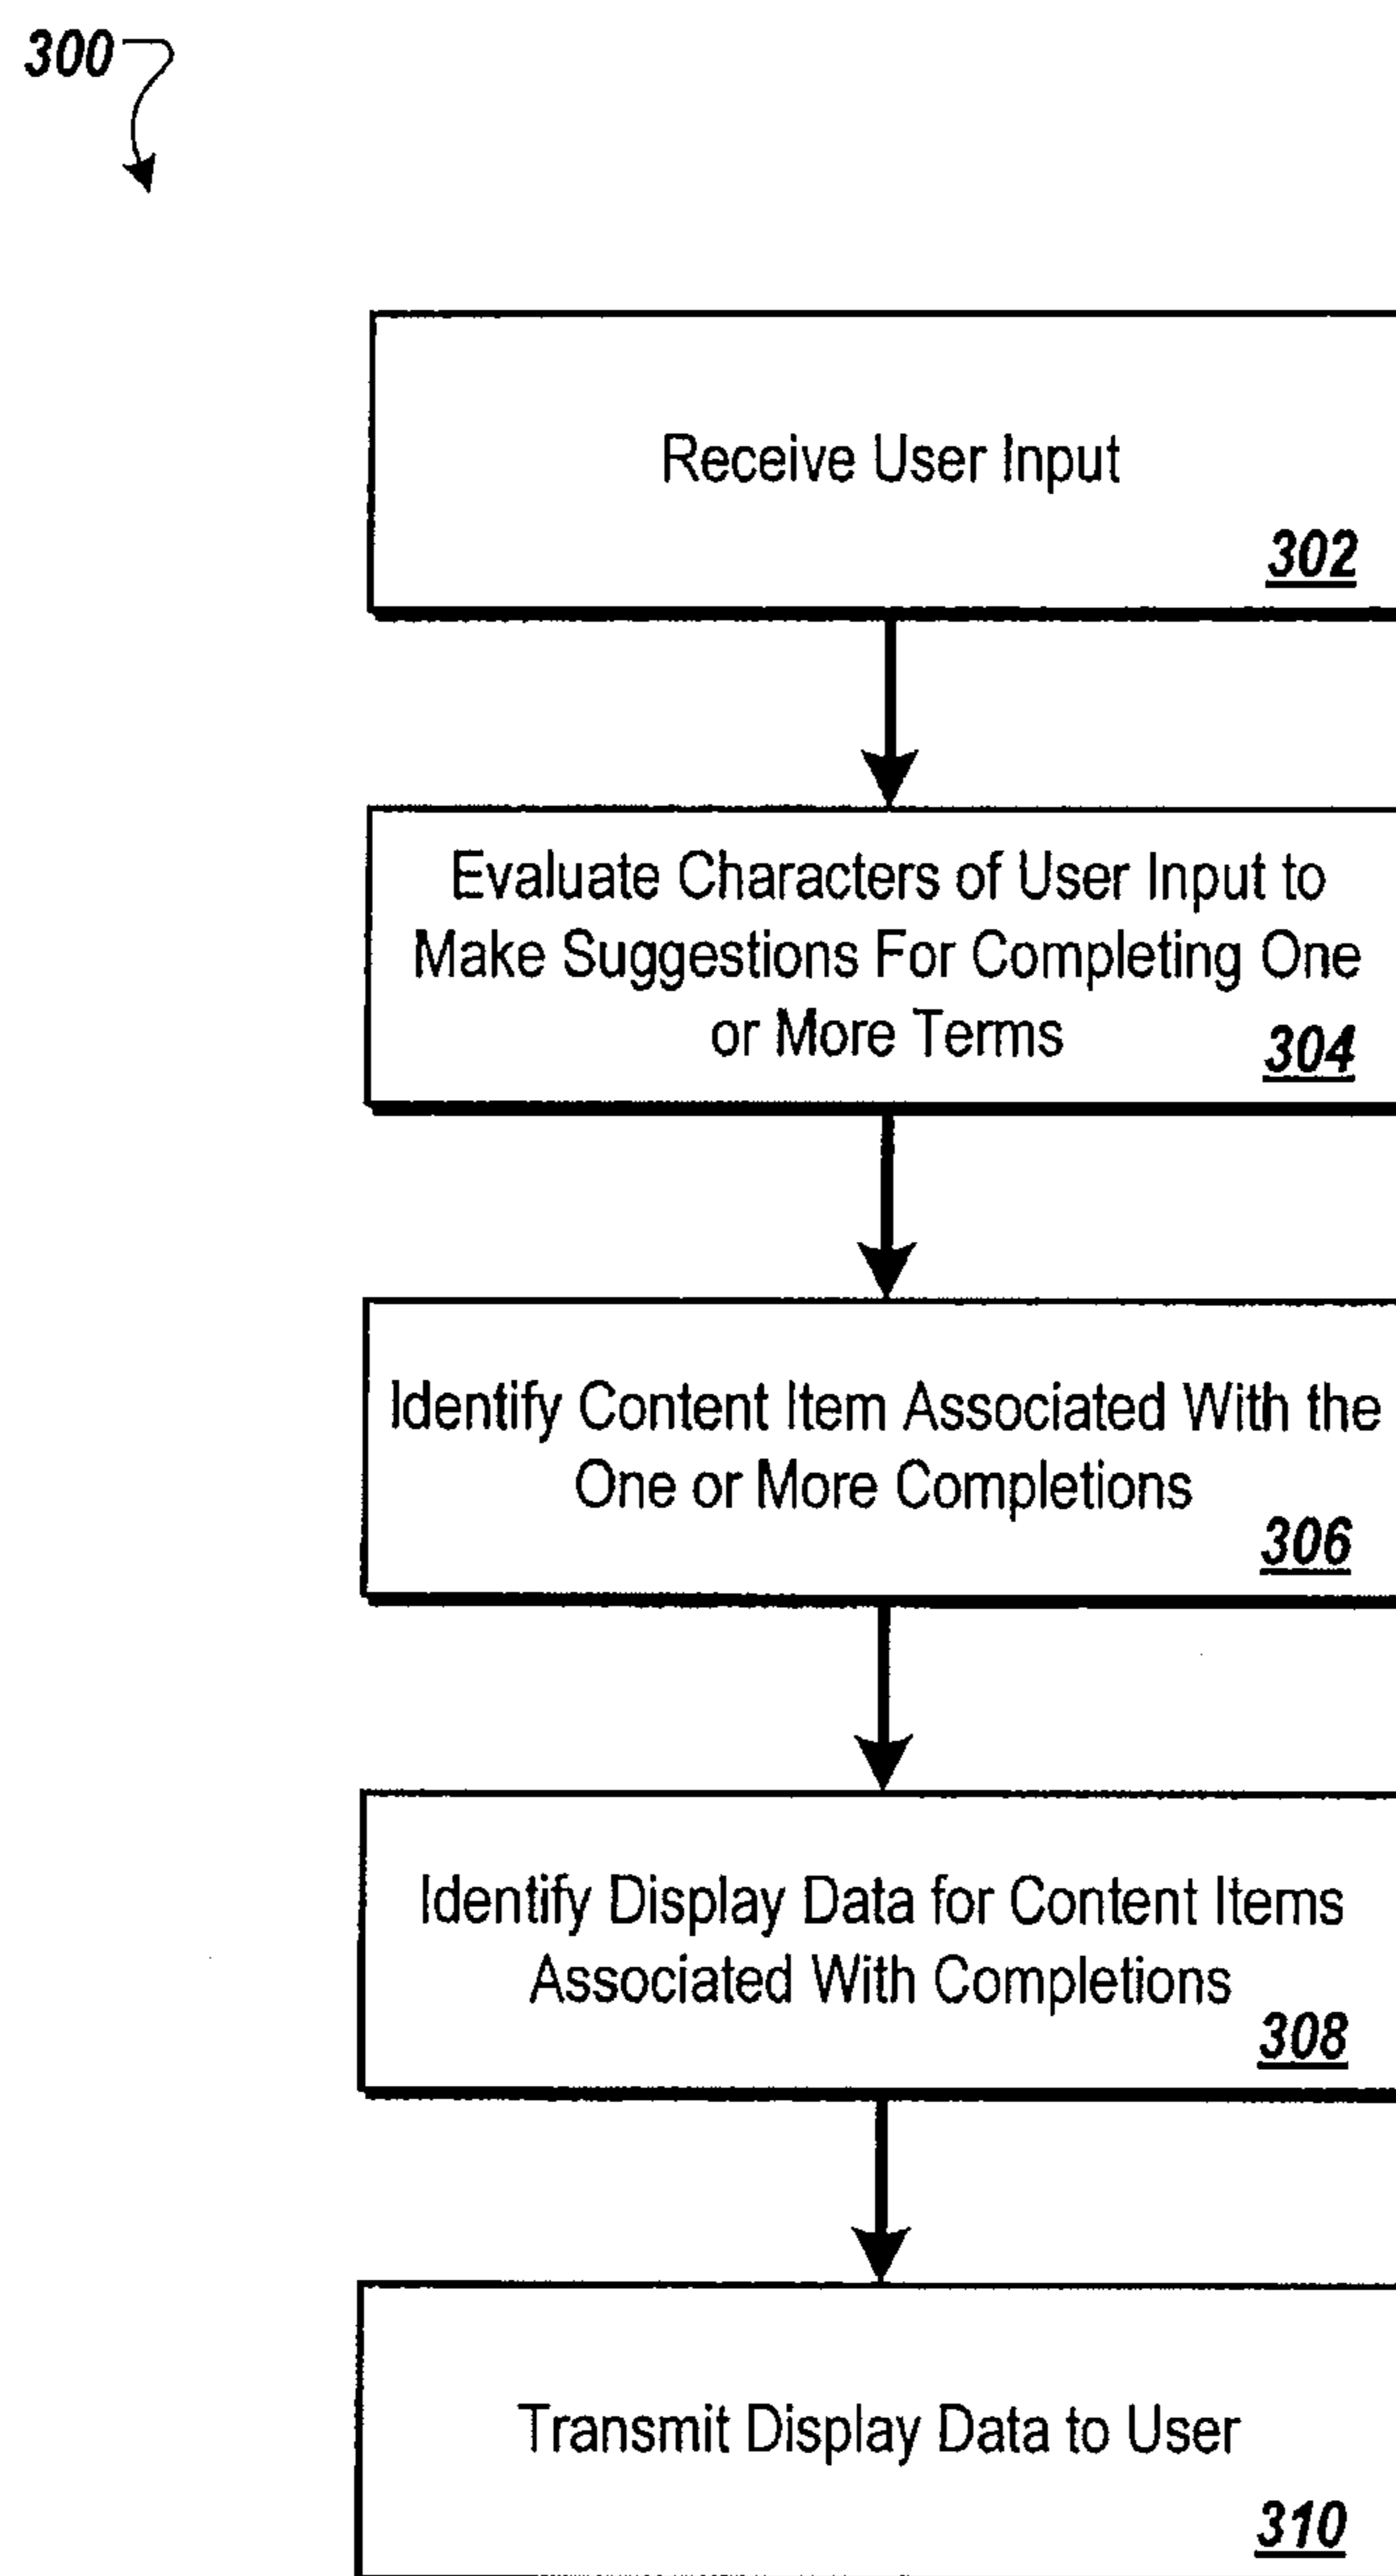 300
Receive User Input
302
Evaluate Characters of User Input to
Make Suggestions For Completing One
or More Terms
304
Identify Content Item Associated With the
One or More Completions
306
Identify Display Data for Content Items
Associated With Completions
308
Transmit Display Data to User
310